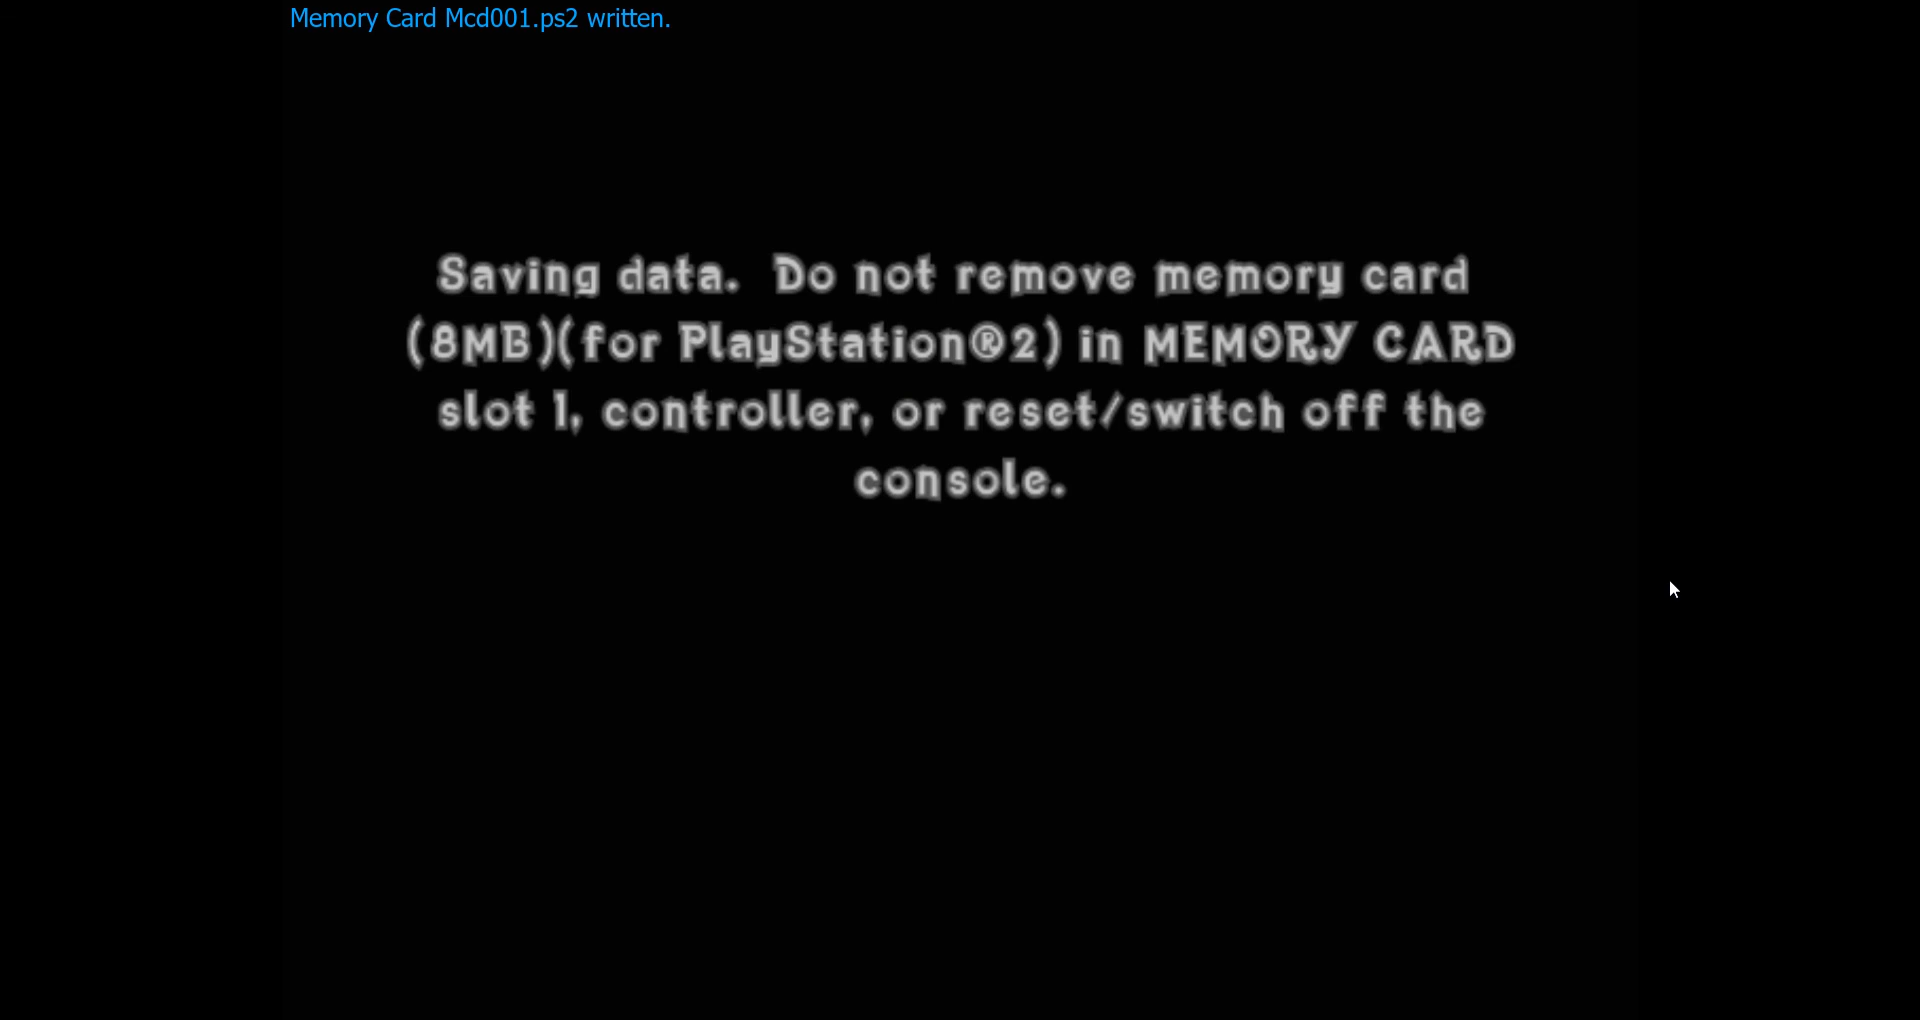 Memory Card Mcd001.ps2 written.
Saving data.  Do not remove memory card
(8MB)(for PlayStation®2) in MEMORY CARD
slot 1, controller, or reset/switch off the
console.